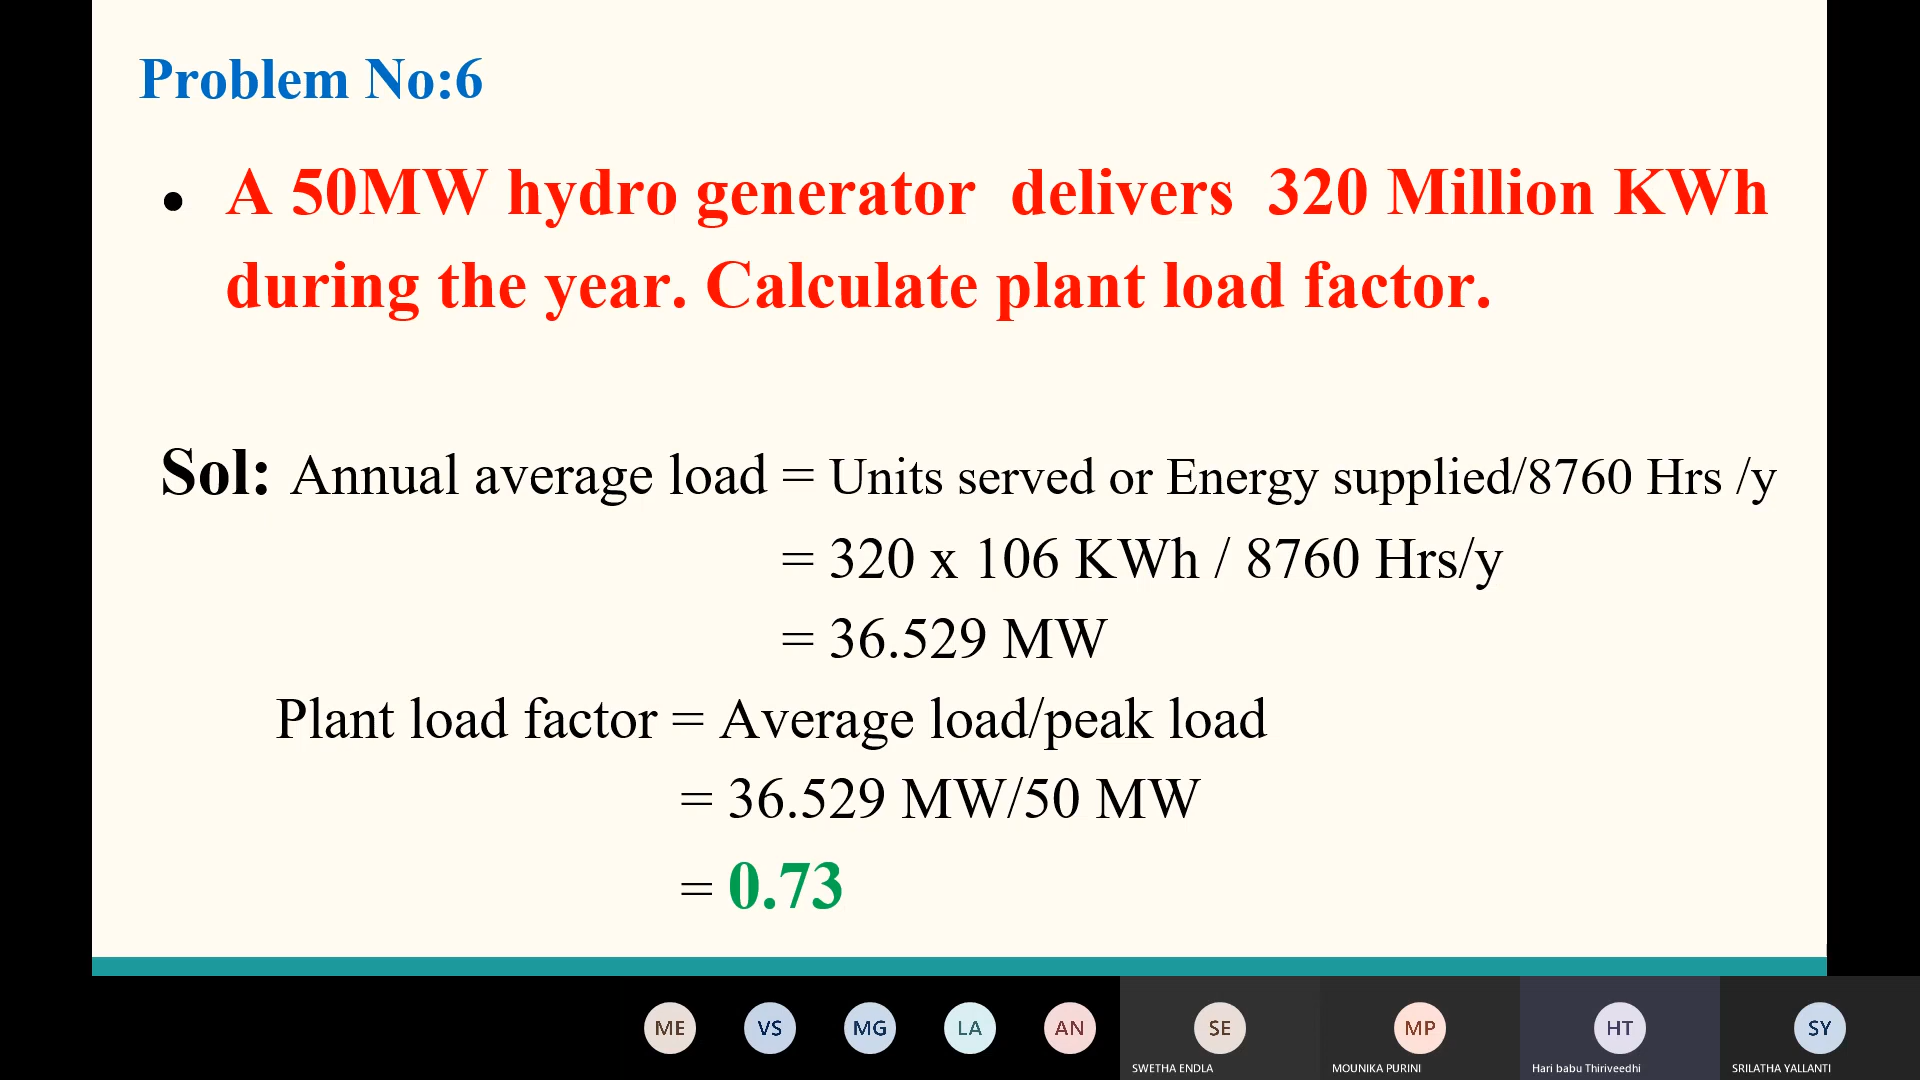 Problem No:6
• A 50MW hydro generator delivers 320 Million KWh
during the year. Calculate plant load factor.
Sol: Annual average load = Units served or Energy supplied/8760 Hrs /y
= 320 x 106 KWh / 8760 Hrs/y
= 36.529 MW
Plant load factor = Average load/peak load
= 36.529 MW/50 MW
= 0.73
ME VS MG LA AN SE MP HT SY
SWETHA ENDLA MOUNIKA PURINI Hari babu Thiriveedhi SRILATHA YALLANTI